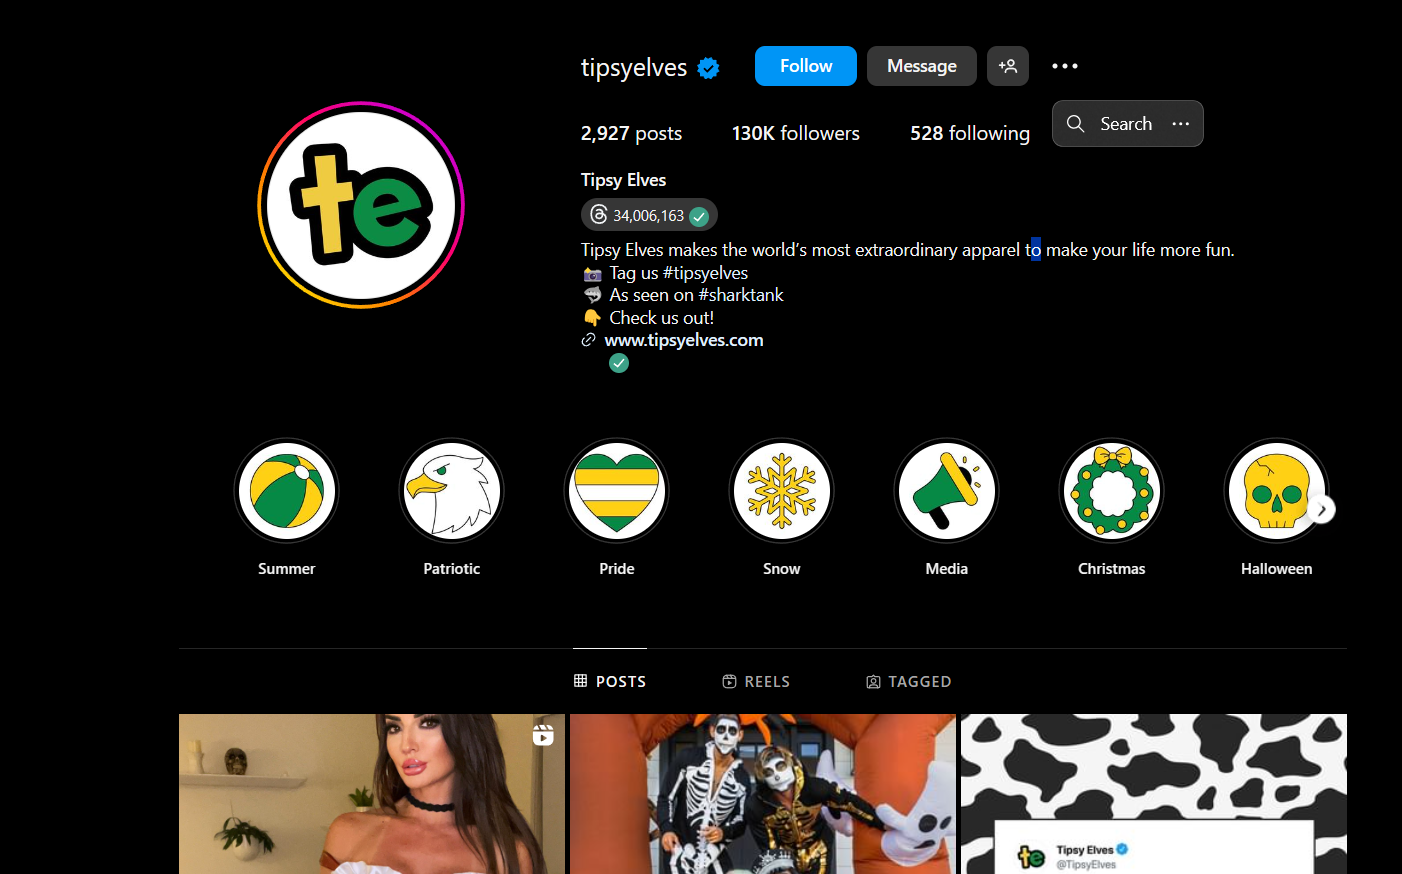 tipsyelves Follow Message
2,927 posts 130K followers 528 following
Search
Tipsy Elves
34,006,163
Tipsy Elves makes the world’s most extraordinary apparel to make your life more fun.
Tag us #tipsyelves
As seen on #sharktank
Check us out!
www.tipsyelves.com
te
Summer Patriotic Pride Snow Media Christmas Halloween
POSTS REELS TAGGED
te Tipsy Elves
@TipsyElves